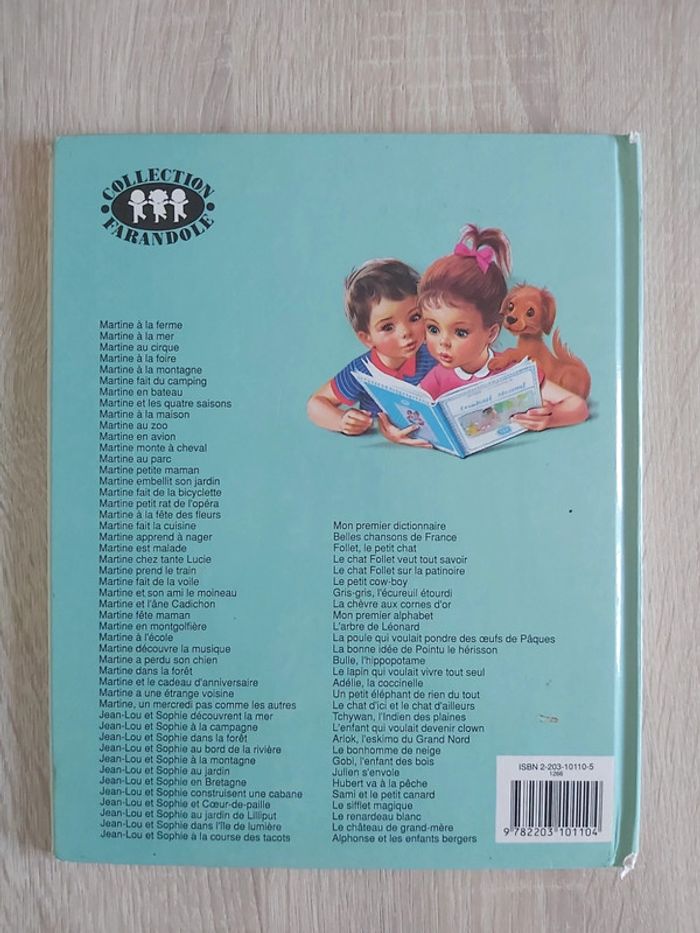 COLLECTION
FARANDOLE
Martine à la ferme
Martine à la mer
Martine au cirque
Martine à la foire
Martine à la montagne
Martine fait du camping
Martine en bateau
Martine et les quatre saisons
Martine à la maison
Martine au zoo
Martine en avion
Martine monte à cheval
Martine au parc
Martine petite maman
Martine embellit son jardin
Martine fait de la bicyclette
Martine petit rat de l'opéra
Martine à la fête des fleurs
Martine fait la cuisine
Martine apprend à nager
Martine est malade
Martine chez tante Lucie
Martine prend le train
Martine fait de la voile
Martine et son ami le moineau
Martine et l'âne Cadichon
Martine fête maman
Martine en montgolfière
Martine à l'école
Martine découvre la musique
Martine a perdu son chien
Martine dans la forêt
Martine et le cadeau d'anniversaire
Martine a une étrange voisine
Martine, un mercredi pas comme les autres
Jean-Lou et Sophie découvrent la mer
Jean-Lou et Sophie à la campagne
Jean-Lou et Sophie dans la forêt
Jean-Lou et Sophie au bord de la rivière
Jean-Lou et Sophie à la montagne
Jean-Lou et Sophie au jardin
Jean-Lou et Sophie en Bretagne
Jean-Lou et Sophie construisent une cabane
Jean-Lou et Sophie et Cœur-de-paille
Jean-Lou et Sophie au jardin de Lilliput
Jean-Lou et Sophie dans l'île de lumière
Jean-Lou et Sophie à la course des tacots
Mon premier dictionnaire
Belles chansons de France
Follet, le petit chat
Le chat Follet veut tout savoir
Le chat Follet sur la patinoire
Le petit cow-boy
Gris-gris, l'écureuil étourdi
La chèvre aux cornes d'or
Mon premier alphabet
L'arbre de Léonard
La poule qui voulait pondre des œufs de Pâques
La bonne idée de Pointu le hérisson
Bulle, l'hippopotame
Le lapin qui voulait vivre tout seul
Adélie, la coccinelle
Un petit éléphant de rien du tout
Le chat d'ici et le chat d'ailleurs
Tchywan, l'Indien des plaines
L'enfant qui voulait devenir clown
Arlok, l'eskimo du Grand Nord
Le bonhomme de neige
Gobi, l'enfant des bois
Julien s'envole
Hubert va à la pêche
Sami et le petit canard
Le sifflet magique
Le renardeau blanc
Le château de grand-mère
Alphonse et les enfants bergers
ISBN 2-203-10110-5
1266
9 782203 101104